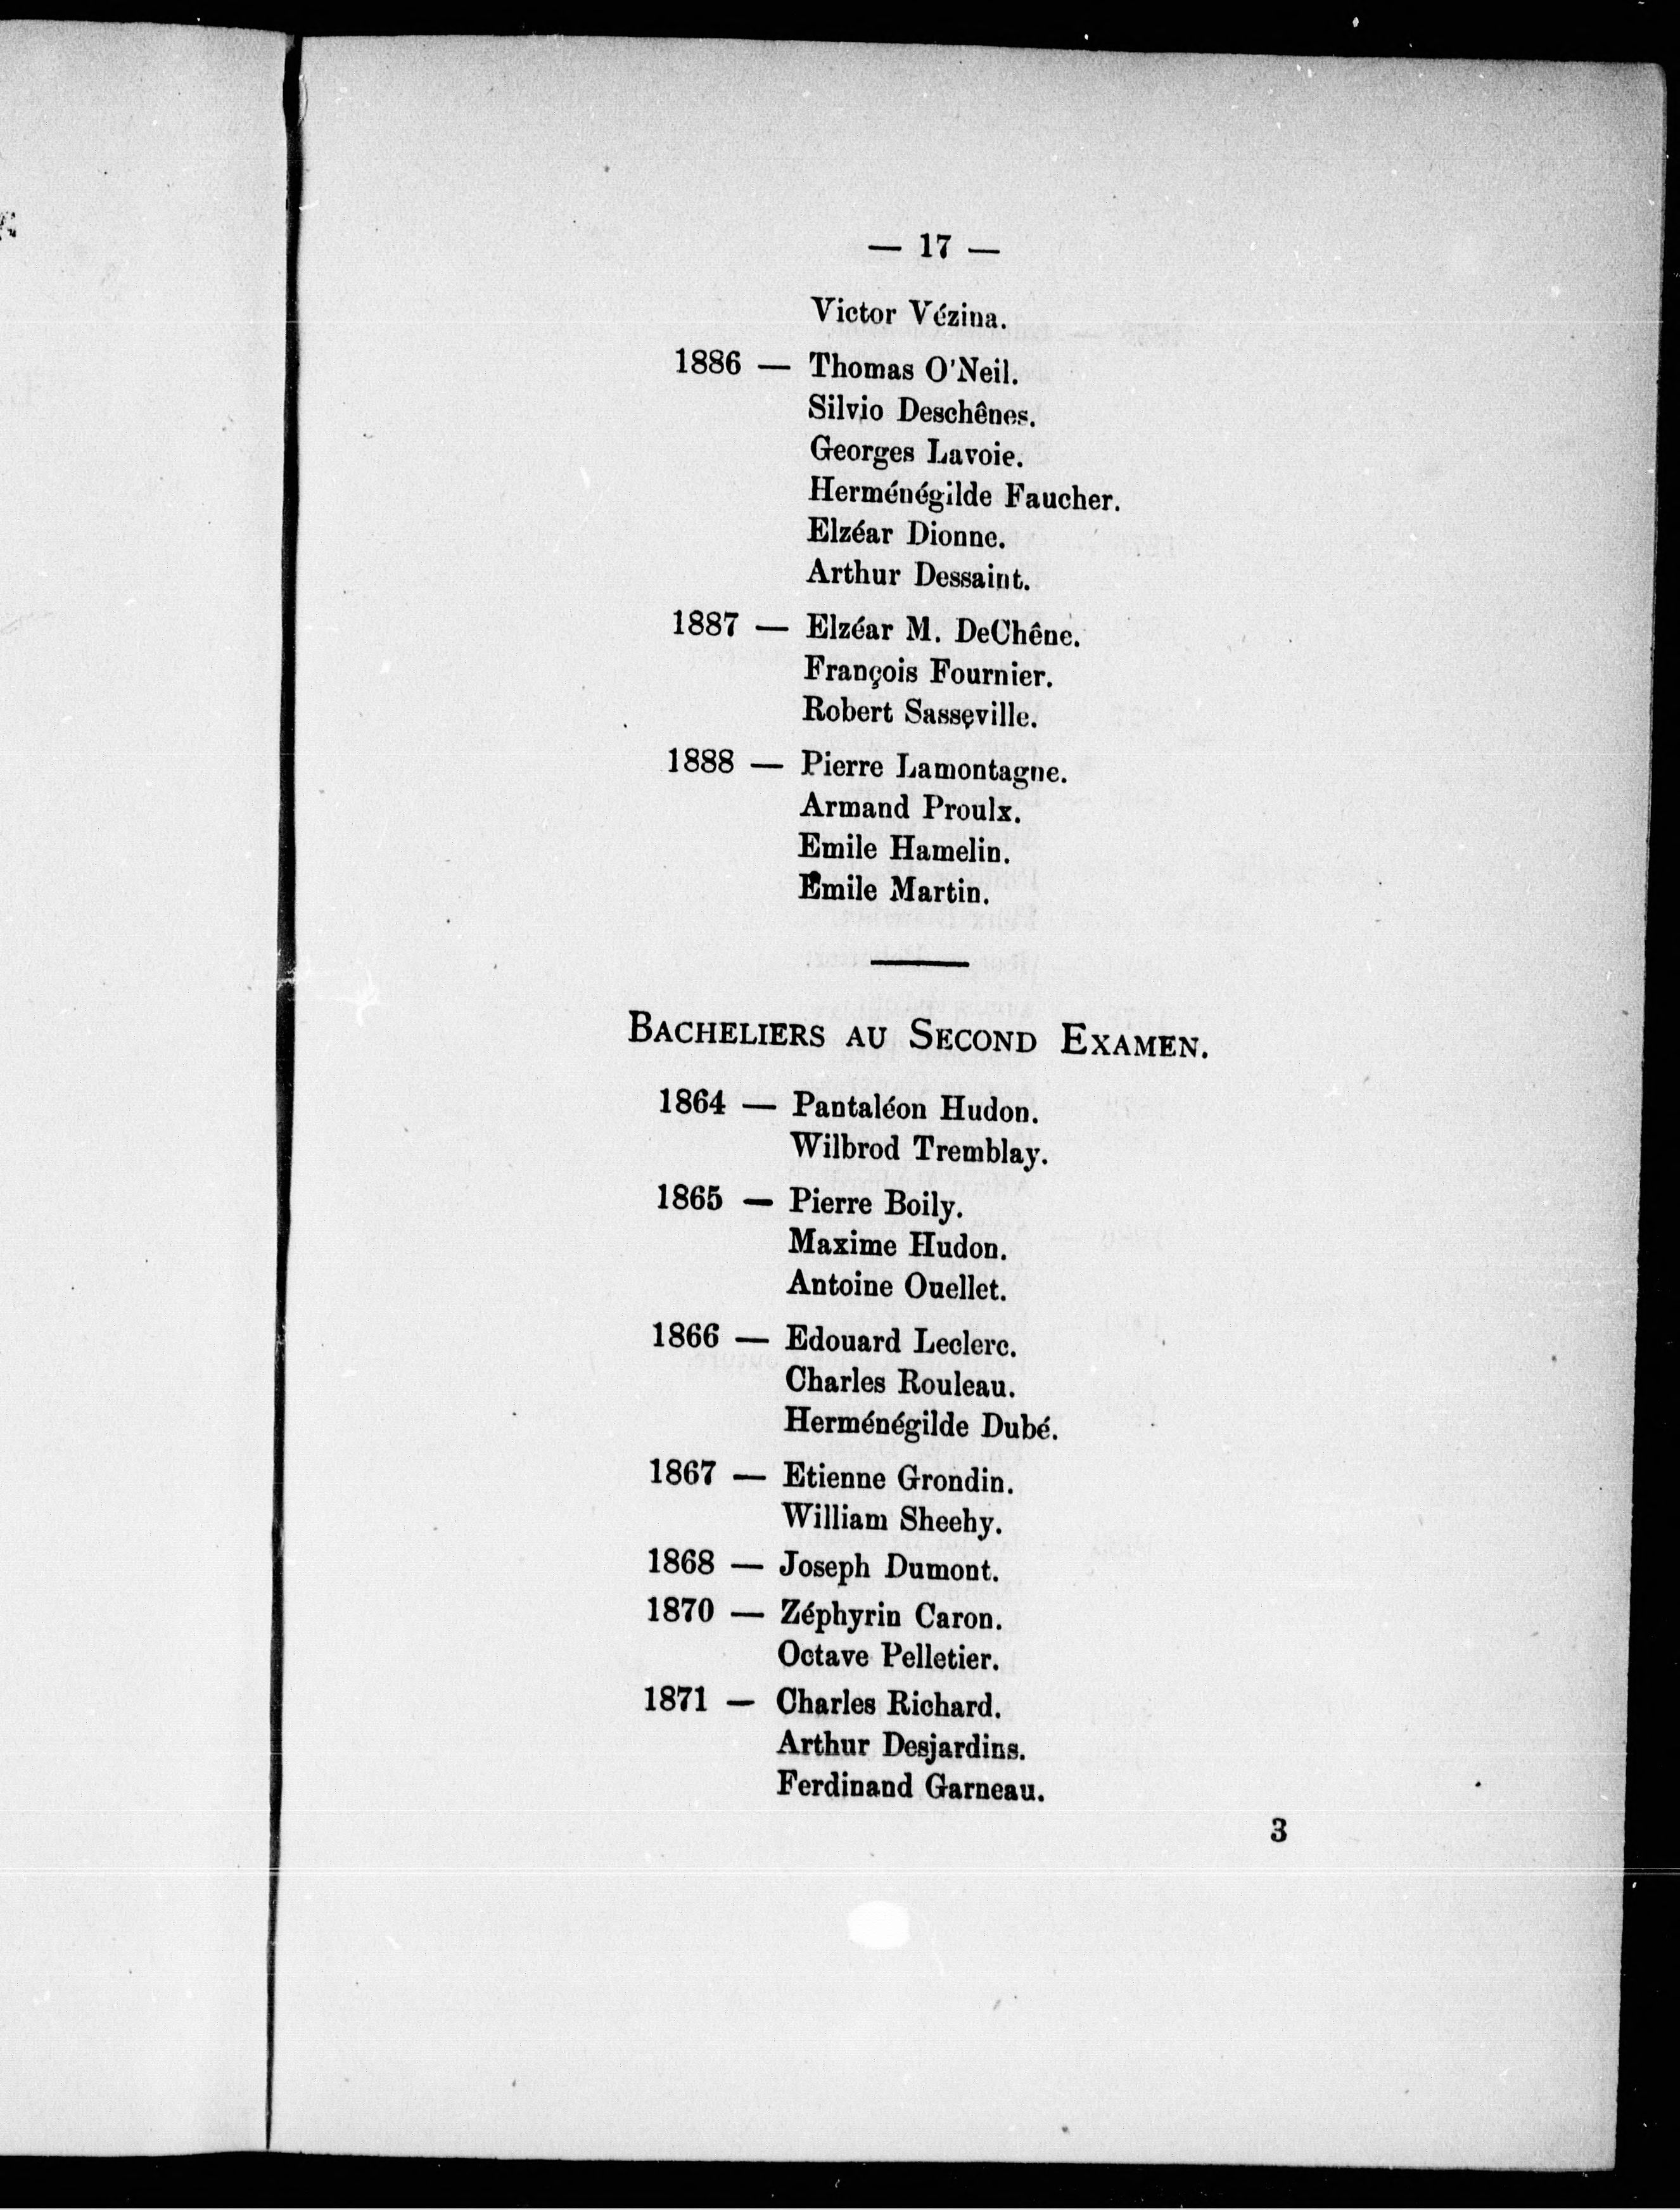 — 17 —
Victor Vézina.
1886 — Thomas O'Neil.
Silvio Deschênes.
Georges Lavoie.
Herménégilde Faucher.
Elzéar Dionne.
Arthur Dessaint.
1887 — Elzéar M. DeChêne.
François Fournier.
Robert Sasseville.
1888 — Pierre Lamontagne.
Armand Proulx.
Emile Hamelin.
Emile Martin.
BACHELIERS AU SECOND EXAMEN.
1864 — Pantaléon Hudon.
Wilbrod Tremblay.
1865 — Pierre Boily.
Maxime Hudon.
Antoine Ouellet.
1866 — Edouard Leclerc.
Charles Rouleau.
Herménégilde Dubé.
1867 — Etienne Grondin.
William Sheehy.
1868 — Joseph Dumont.
1870 — Zéphyrin Caron.
Octave Pelletier.
1871 — Charles Richard.
Arthur Desjardins.
Ferdinand Garneau.
3